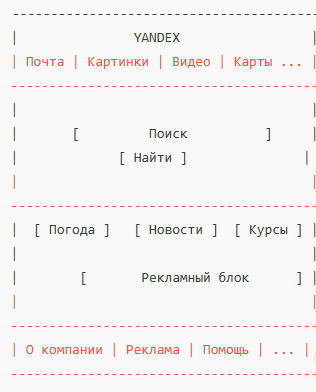 YANDEX
| Почта | Картинки | Видео | Карты ... |
[ Поиск ]
[ Найти ]
[ Погода ] [ Новости ] [ Курсы ]
[ Рекламный блок ]
| О компании | Реклама | Помощь | ... |